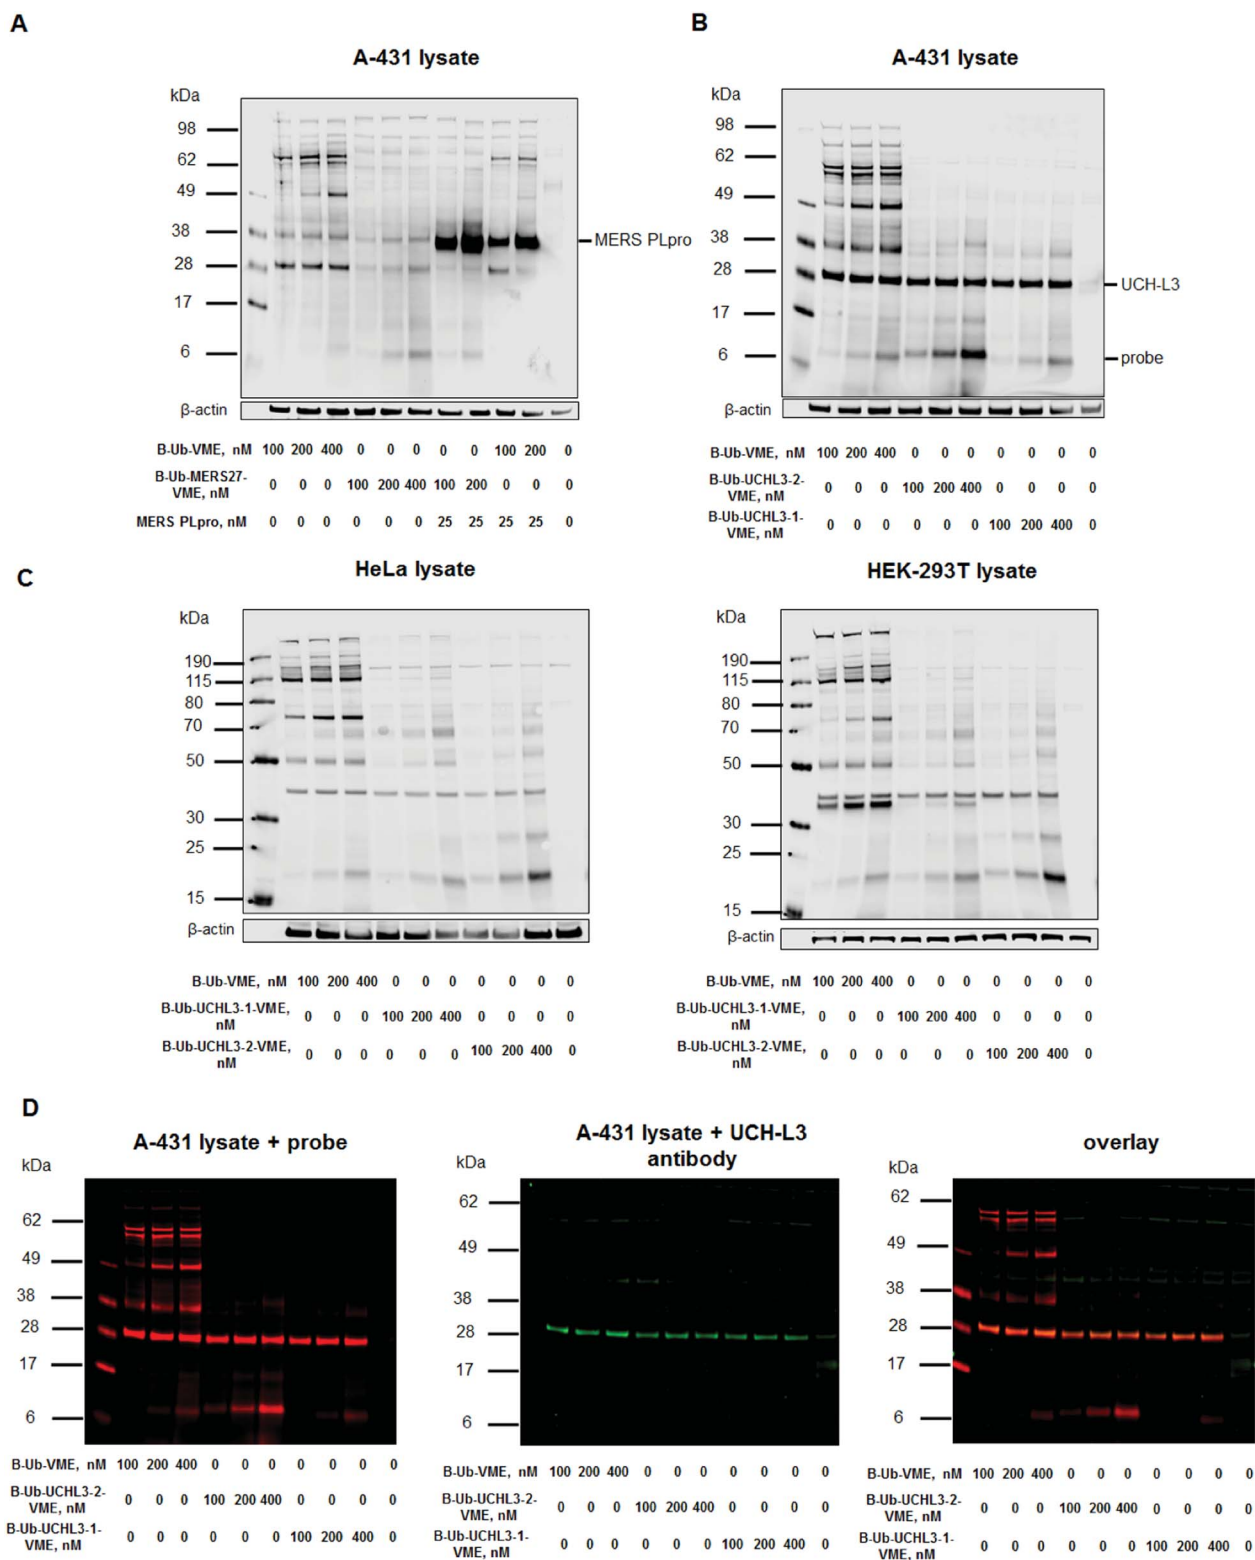 A
A-431 lysate
kDa
98
62
49
38
28
17
6
MERS PLpro
β-actin
B-Ub-VME, nM 100 200 400 0 0 0 0 0 100 200 0
B-Ub-MERS27-
VME, nM 0 0 0 100 200 400 100 200 0 0 0
MERS PLpro, nM 0 0 0 0 0 0 25 25 25 25 0
B
A-431 lysate
kDa
98
62
49
38
28
17
6
UCH-L3
probe
β-actin
B-Ub-VME, nM 100 200 400 0 0 0 0 0 0 0
B-Ub-UCHL3-2-
VME, nM 0 0 0 100 200 400 0 0 0 0
B-Ub-UCHL3-1-
VME, nM 0 0 0 0 0 0 100 200 400 0
C
HeLa lysate
kDa
190
115
80
70
50
30
25
15
β-actin
B-Ub-VME, nM 100 200 400 0 0 0 0 0 0 0
B-Ub-UCHL3-1-VME,
nM 0 0 0 100 200 400 0 0 0 0
B-Ub-UCHL3-2-VME,
nM 0 0 0 0 0 0 100 200 400 0
HEK-293T lysate
kDa
190
115
80
70
50
30
25
15
β-actin
B-Ub-VME, nM 100 200 400 0 0 0 0 0 0 0
B-Ub-UCHL3-1-VME,
nM 0 0 0 100 200 400 0 0 0 0
B-Ub-UCHL3-2-VME,
nM 0 0 0 0 0 0 100 200 400 0
D
A-431 lysate + probe
kDa
62
49
38
28
17
6
B-Ub-VME, nM 100 200 400 0 0 0 0 0 0 0
B-Ub-UCHL3-2-
VME, nM 0 0 0 100 200 400 0 0 0 0
B-Ub-UCHL3-1-
VME, nM 0 0 0 0 0 0 100 200 400 0
A-431 lysate + UCH-L3
antibody
kDa
62
49
38
28
17
6
B-Ub-VME, nM 100 200 400 0 0 0 0 0 0 0
B-Ub-UCHL3-2-
VME, nM 0 0 0 100 200 400 0 0 0 0
B-Ub-UCHL3-1-
VME, nM 0 0 0 0 0 0 100 200 400 0
overlay
kDa
62
49
38
28
17
6
B-Ub-VME, nM 100 200 400 0 0 0 0 0 0 0
B-Ub-UCHL3-2-
VME, nM 0 0 0 100 200 400 0 0 0 0
B-Ub-UCHL3-1-
VME, nM 0 0 0 0 0 0 100 200 400 0